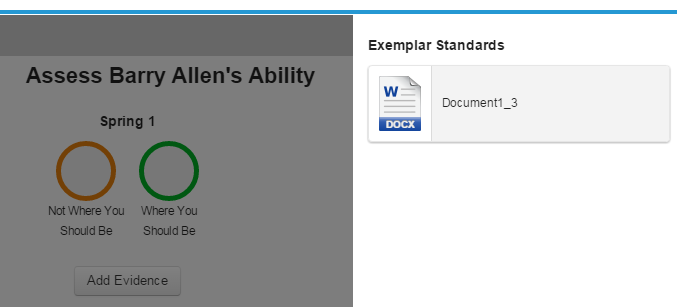 Assess Barry Allen's Ability
Spring 1
Not Where You
Should Be
Where You
Should Be
Add Evidence
Exemplar Standards
W
DOCX
Document1_3